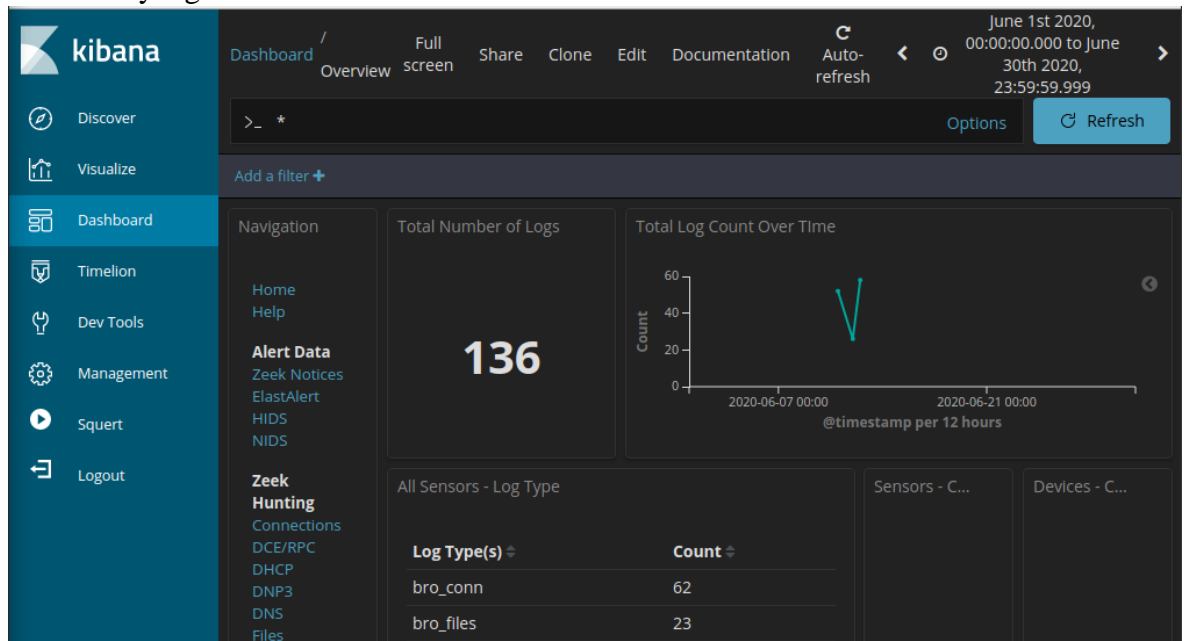 kibana
Discover
Visualize
Dashboard
Timelion
Dev Tools
Management
Squert
Logout
Dashboard
/
Overview
Full
screen
Share
Clone
Edit
Documentation
Auto-
refresh
June 1st 2020,
00:00:00.000 to June
30th 2020,
23:59:59.999
>_ *
Options
Refresh
Add a filter +
Navigation
Home
Help
Alert Data
Zeek Notices
ElastAlert
HIDS
NIDS
Zeek
Hunting
Connections
DCE/RPC
DHCP
DNP3
DNS
Files
Total Number of Logs
136
Total Log Count Over TIme
60
40
20
0
Count
2020-06-07 00:00
2020-06-21 00:00
@timestamp per 12 hours
All Sensors - Log Type
Log Type(s) Count
bro_conn 62
bro_files 23
Sensors - C...
Devices - C...